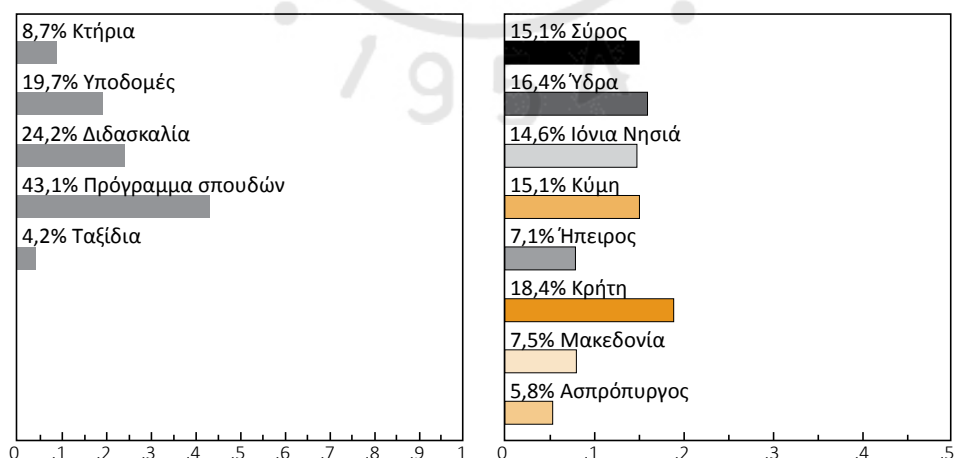 8,7% Κτήρια
19,7% Υποδομές
24,2% Διδασκαλία
43,1% Πρόγραμμα σπουδών
4,2% Ταξίδια
0 .1 .2 .3 .4 .5 .6 .7 .8 .9 1
15,1% Σύρος
16,4% Ύδρα
14,6% Ιόνια Νησιά
15,1% Κύμη
7,1% Ήπειρος
18,4% Κρήτη
7,5% Μακεδονία
5,8% Ασπρόπυργος
0 .1 .2 .3 .4 .5
1954